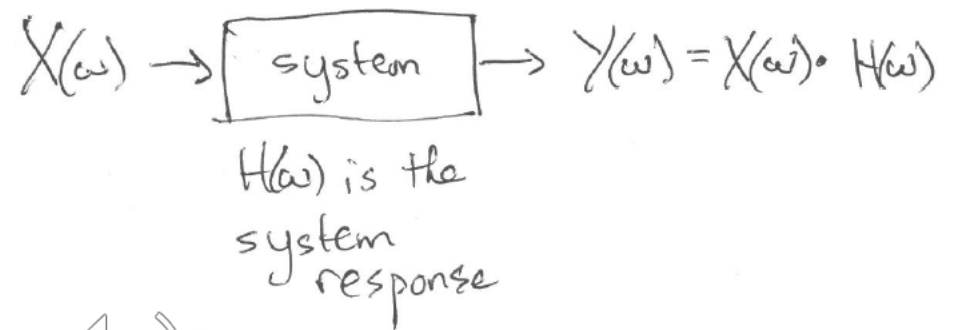 X(ω) → system → Y(ω) = X(ω) • H(ω)
H(ω) is the
system
response